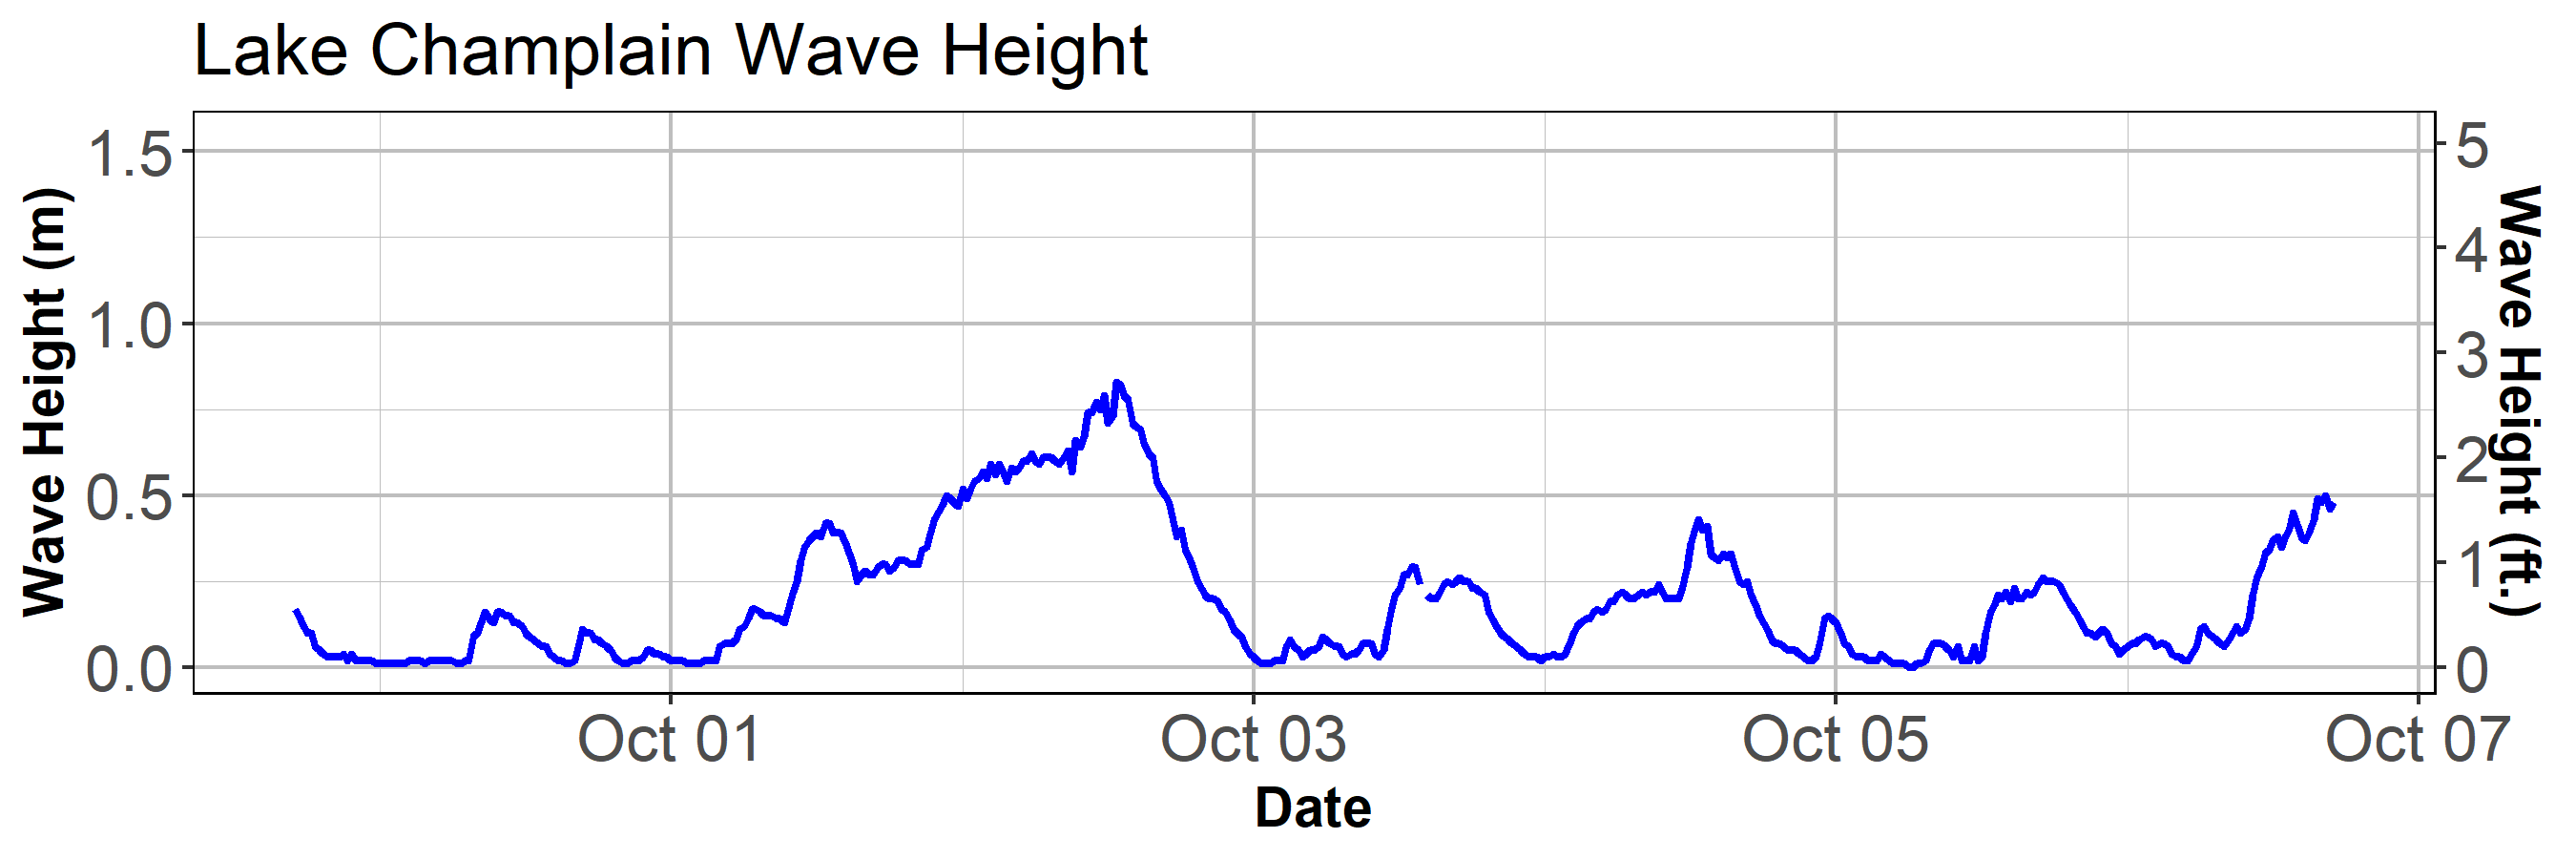 Lake Champlain Wave Height
Wave Height (m)
1.5
1.0
0.5
0.0
5
4
3
2
1
0
Wave Height (ft.)
Oct 01
Oct 03
Oct 05
Oct 07
Date